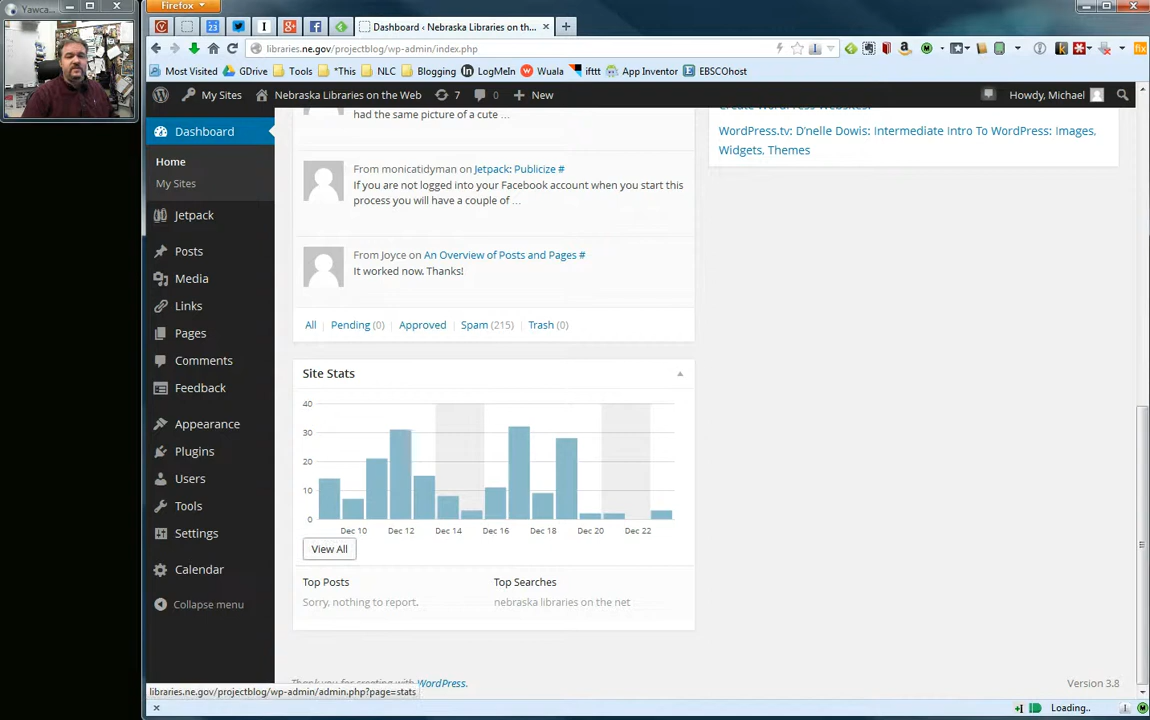 Yawca...
Firefox
Dashboard ‹ Nebraska Libraries on th...
libraries.ne.gov/projectblog/wp-admin/index.php
Most Visited GDrive Tools *This NLC Blogging LogMeIn Wuala ifttt App Inventor EBSCOhost
My Sites Nebraska Libraries on the Web 7 0 New Howdy, Michael
Dashboard
Home
My Sites
Jetpack
Posts
Media
Links
Pages
Comments
Feedback
Appearance
Plugins
Users
Tools
Settings
Calendar
Collapse menu
had the same picture of a cute ...
From monicatidyman on Jetpack: Publicize #
If you are not logged into your Facebook account when you start this
process you will have a couple of ...
From Joyce on An Overview of Posts and Pages #
It worked now. Thanks!
All | Pending (0) | Approved | Spam (215) | Trash (0)
Site Stats
40
30
20
10
0
Dec 10 Dec 12 Dec 14 Dec 16 Dec 18 Dec 20 Dec 22
View All
Top Posts
Sorry, nothing to report.
Top Searches
nebraska libraries on the net
Create WordPress Websites!
WordPress.tv: D'nelle Dowis: Intermediate Intro To WordPress: Images,
Widgets, Themes
Thank you for creating with WordPress.
Version 3.8
libraries.ne.gov/projectblog/wp-admin/admin.php?page=stats
Loading..